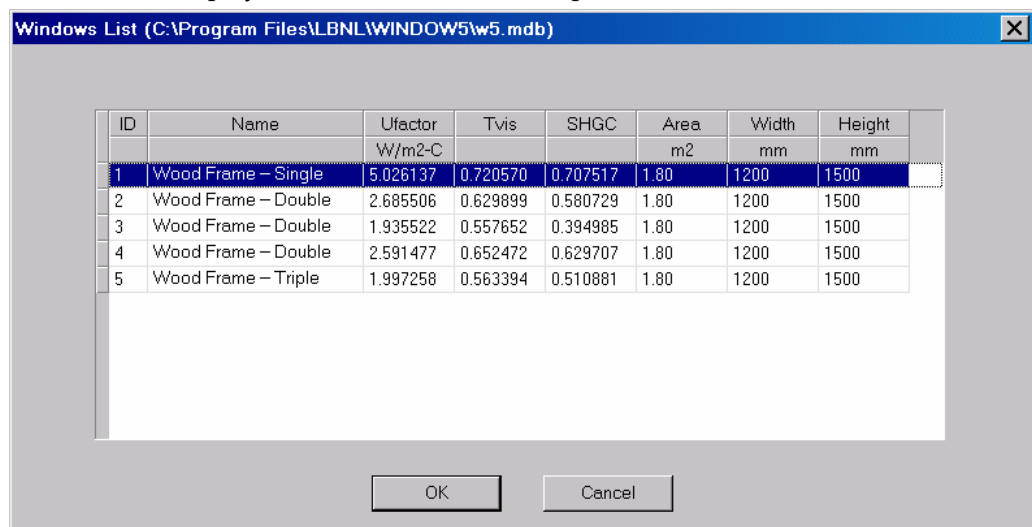 Windows List (C:\Program Files\LBNL\WINDOW5\w5.mdb)
ID Name Ufactor Tvis SHGC Area Width Height
W/m2-C m2 mm mm
1 Wood Frame – Single 5.026137 0.720570 0.707517 1.80 1200 1500
2 Wood Frame – Double 2.685506 0.629899 0.580729 1.80 1200 1500
3 Wood Frame – Double 1.935522 0.557652 0.394985 1.80 1200 1500
4 Wood Frame – Double 2.591477 0.652472 0.629707 1.80 1200 1500
5 Wood Frame – Triple 1.997258 0.563394 0.510881 1.80 1200 1500
OK Cancel